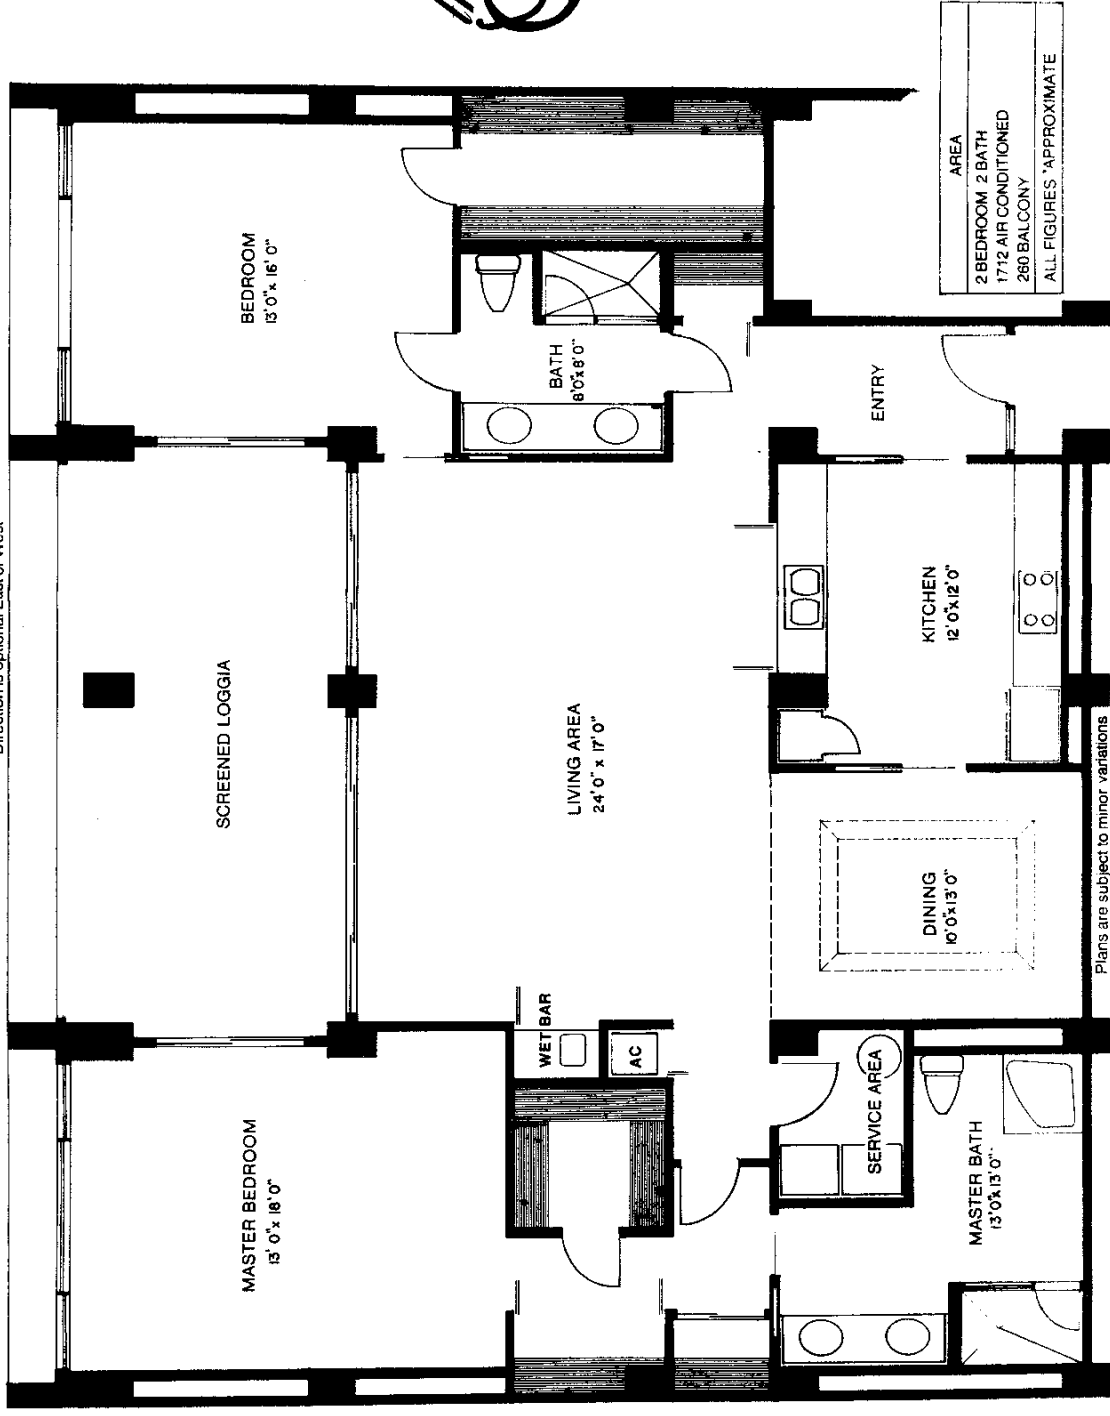 AREA
2 BEDROOM 2 BATH
1712 AIR CONDITIONED
260 BALCONY
ALL FIGURES APPROXIMATE
BEDROOM
13'0" x 16'0"
BATH
8'0" x 8'0"
ENTRY
SCREENED LOGGIA
LIVING AREA
24'0" x 17'0"
KITCHEN
12'0" x 12'0"
DINING
10'0" x 13'0"
WET BAR
AC
SERVICE AREA
MASTER BEDROOM
13'0" x 18'0"
MASTER BATH
13'0" x 13'0"
Plans are subject to minor variations